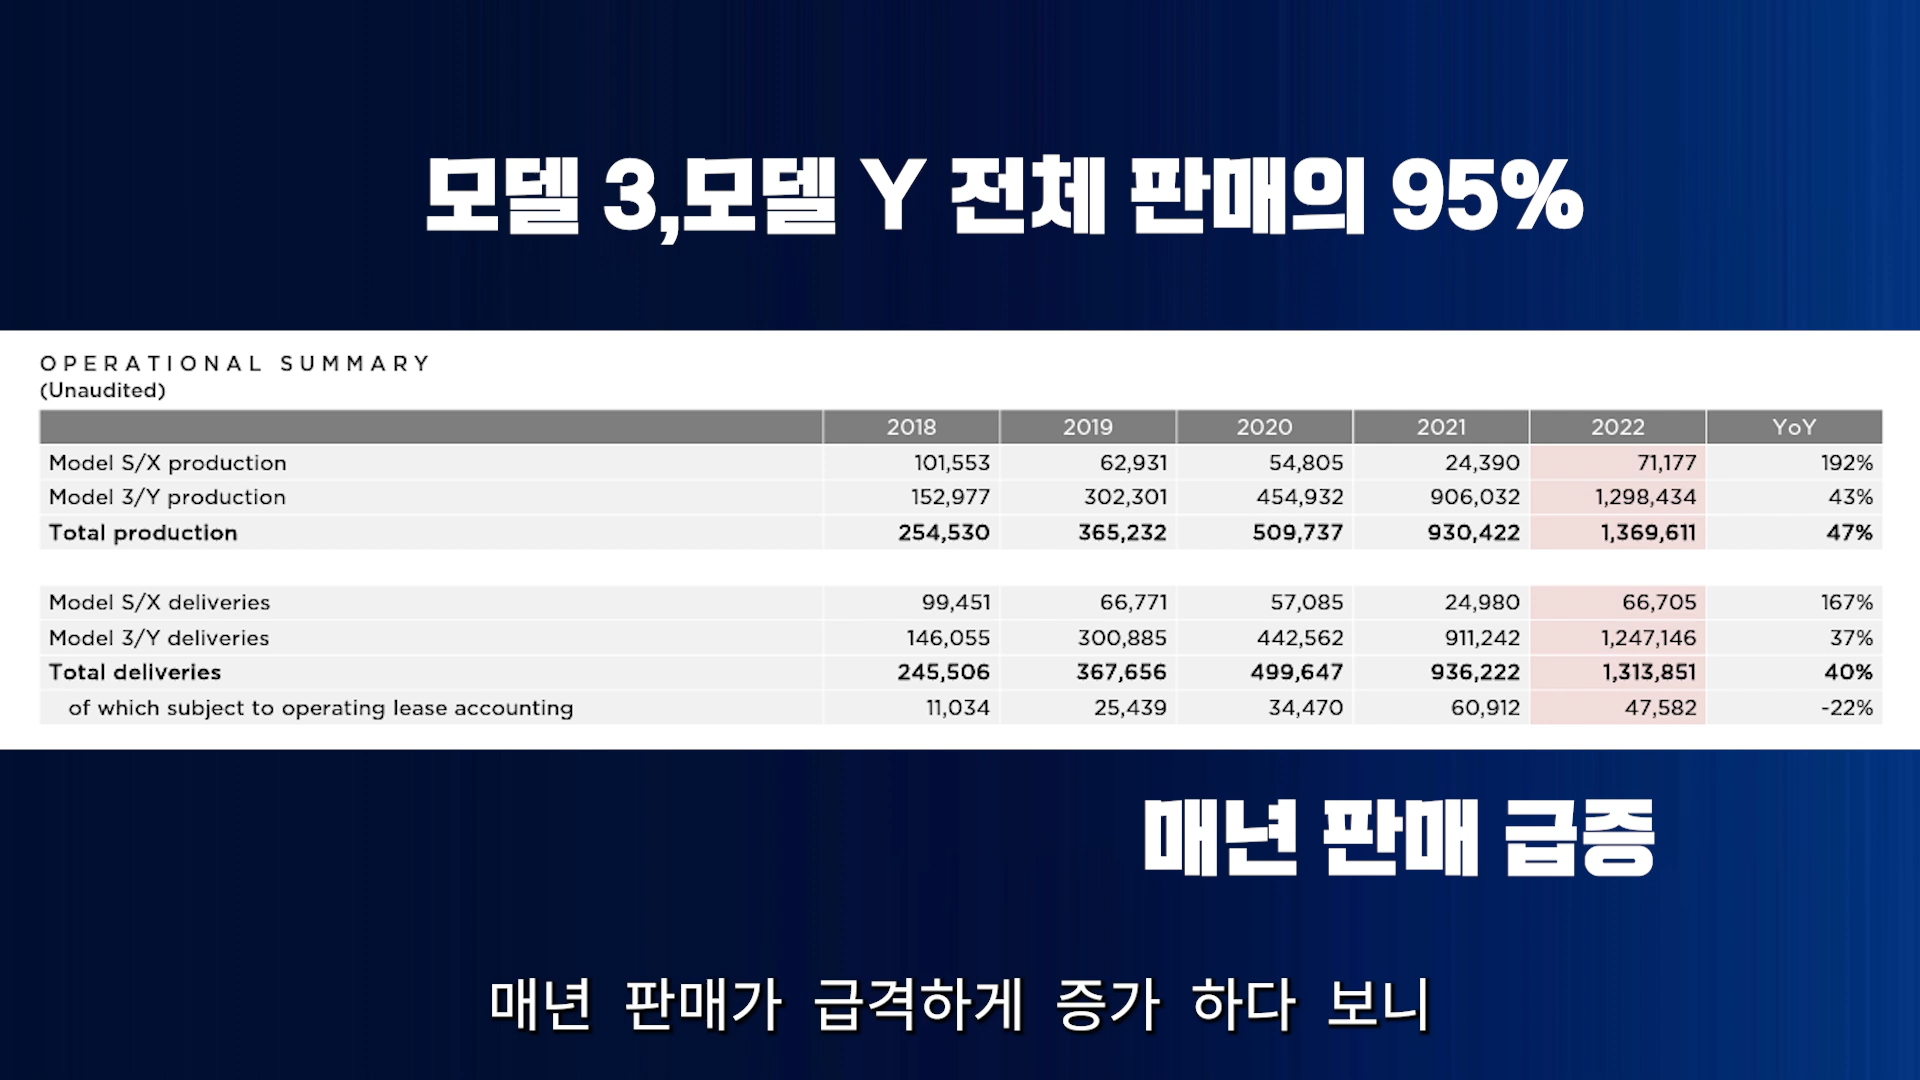 모델 3,모델 Y 전체 판매의 95%
OPERATIONAL SUMMARY
(Unaudited)
2018 2019 2020 2021 2022 YoY
Model S/X production 101,553 62,931 54,805 24,390 71,177 192%
Model 3/Y production 152,977 302,301 454,932 906,032 1,298,434 43%
Total production 254,530 365,232 509,737 930,422 1,369,611 47%
Model S/X deliveries 99,451 66,771 57,085 24,980 66,705 167%
Model 3/Y deliveries 146,055 300,885 442,562 911,242 1,247,146 37%
Total deliveries 245,506 367,656 499,647 936,222 1,313,851 40%
of which subject to operating lease accounting 11,034 25,439 34,470 60,912 47,582 -22%
매년 판매 급증
매년 판매가 급격하게 증가 하다 보니